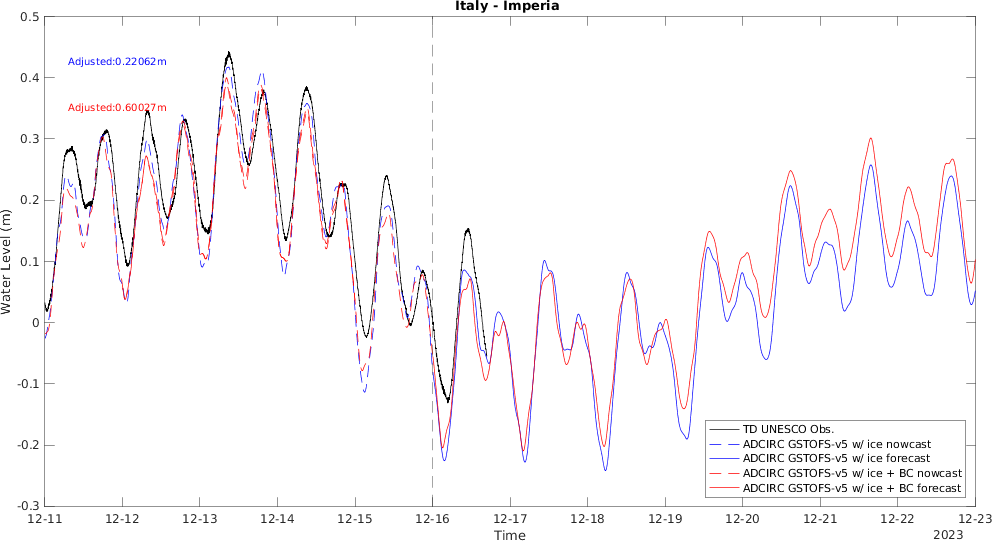 Italy - Imperia
Adjusted:0.22062m
Adjusted:0.60027m
Water Level (m)
0.5
0.4
0.3
0.2
0.1
0
-0.1
-0.2
-0.3
TD UNESCO Obs.
ADCIRC GSTOFS-v5 w/ ice nowcast
ADCIRC GSTOFS-v5 w/ ice forecast
ADCIRC GSTOFS-v5 w/ ice + BC nowcast
ADCIRC GSTOFS-v5 w/ ice + BC forecast
12-11 12-12 12-13 12-14 12-15 12-16 12-17 12-18 12-19 12-20 12-21 12-22 12-23
Time
2023